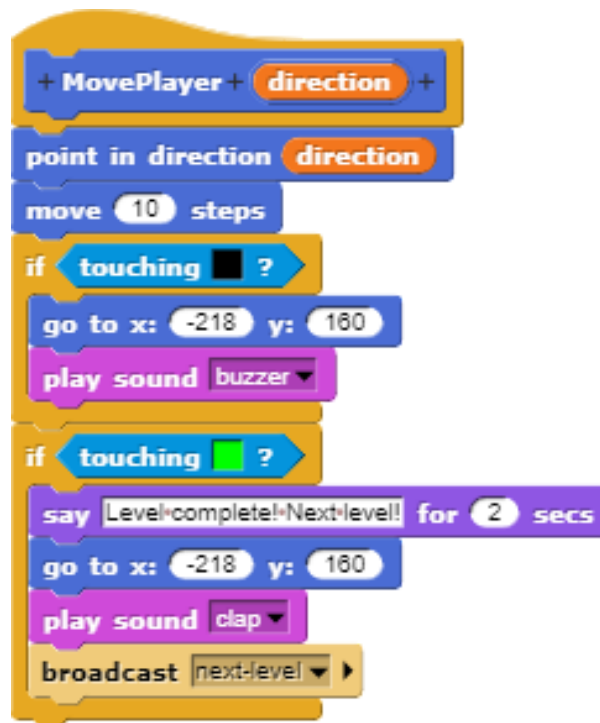 + MovePlayer + direction +
point in direction direction
move 10 steps
if touching ?
go to x: -218 y: 160
play sound buzzer
if touching ?
say Level complete! Next level! for 2 secs
go to x: -218 y: 160
play sound clap
broadcast next-level